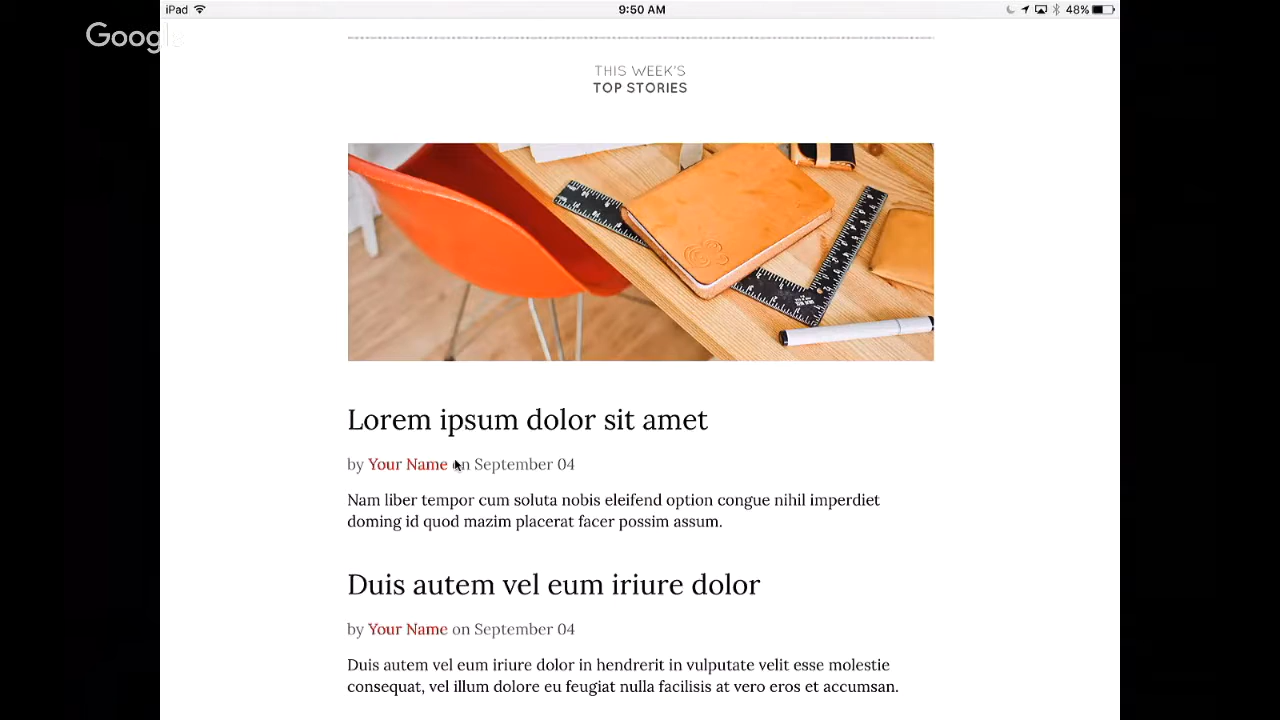 iPad
9:50 AM
48%
Google
THIS WEEK'S
TOP STORIES
Lorem ipsum dolor sit amet
by Your Name on September 04
Nam liber tempor cum soluta nobis eleifend option congue nihil imperdiet
doming id quod mazim placerat facer possim assum.
Duis autem vel eum iriure dolor
by Your Name on September 04
Duis autem vel eum iriure dolor in hendrerit in vulputate velit esse molestie
consequat, vel illum dolore eu feugiat nulla facilisis at vero eros et accumsan.